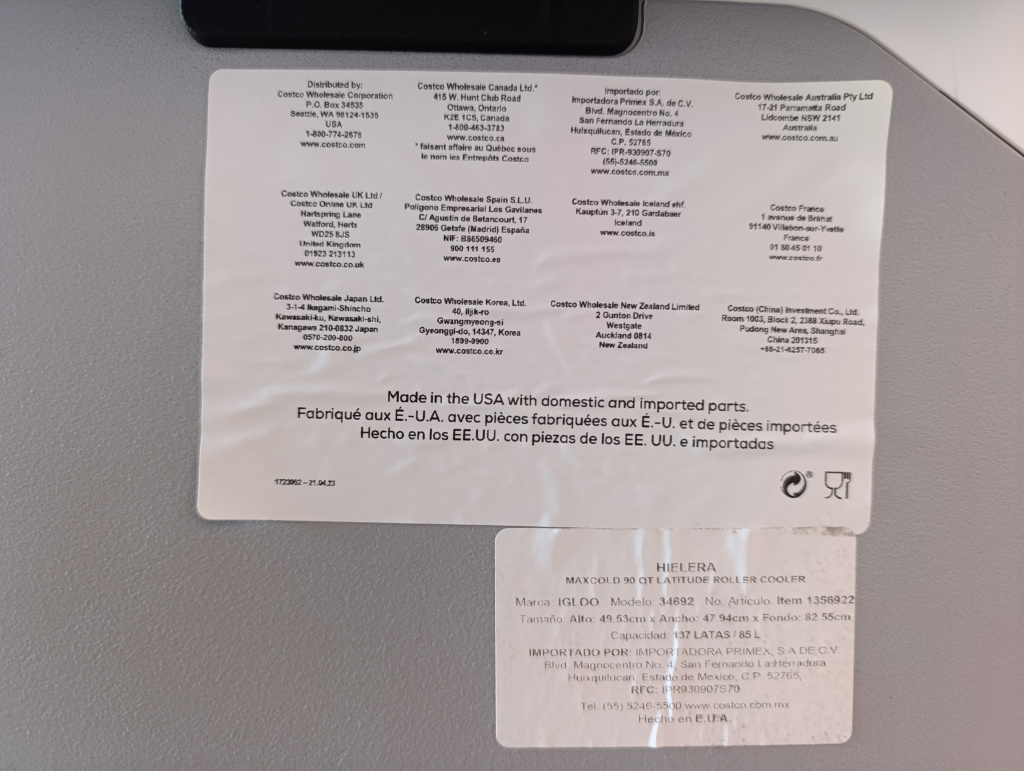 Distributed by:
Costco Wholesale Corporation
P.O. Box 34535
Seattle, WA 98124-1535
USA
1-800-774-2678
www.costco.com
Costco Wholesale Canada Ltd.*
415 W. Hunt Club Road
Ottawa, Ontario
K2E 1C5, Canada
1-800-463-3783
www.costco.ca
* faisant affaire au Québec sous
le nom les Entrepôts Costco
Importado por:
Importadora Primex S.A. de C.V.
Blvd. Magnocentro No. 4
San Fernando La Herradura
Huixquilucan, Estado de México
C.P. 52765
RFC: IPR-930907-S70
(55)-5246-5500
www.costco.com.mx
Costco Wholesale Australia Pty Ltd
17-21 Parramatta Road
Lidcombe NSW 2141
Australia
www.costco.com.au
Costco Wholesale UK Ltd /
Costco Online UK Ltd
Hartspring Lane
Watford, Herts
WD25 8JS
United Kingdom
01923 213113
www.costco.co.uk
Costco Wholesale Spain S.L.U.
Polígono Empresarial Los Gavilanes
C/ Agustín de Betancourt, 17
28906 Getafe (Madrid) España
NIF: B86509460
900 111 155
www.costco.es
Costco Wholesale Iceland ehf.
Kauptún 3-7, 210 Gardabaer
Iceland
www.costco.is
Costco France
1 avenue de Bréhat
91140 Villebon-sur-Yvette
France
01 80 45 01 10
www.costco.fr
Costco Wholesale Japan Ltd.
3-1-4 Ikegami-Shincho
Kawasaki-ku, Kawasaki-shi,
Kanagawa 210-0832 Japan
0570-200-800
www.costco.co.jp
Costco Wholesale Korea, Ltd.
40, Iljik-ro
Gwangmyeong-si
Gyeonggi-do, 14347, Korea
1899-9900
www.costco.co.kr
Costco Wholesale New Zealand Limited
2 Gunton Drive
Westgate
Auckland 0814
New Zealand
Costco (China) Investment Co., Ltd.
Room 1003, Block 2, 2388 Xiupu Road,
Pudong New Area, Shanghai
China 201315
+86-21-6257-7065
Made in the USA with domestic and imported parts.
Fabriqué aux É.-U.A. avec pièces fabriquées aux É.-U. et de pièces importées
Hecho en los EE.UU. con piezas de los EE. UU. e importadas
1723092 – 21.04.23
HIELERA
MAXCOLD 90 QT LATITUDE ROLLER COOLER
Marca: IGLOO Modelo: 34692 No. Artículo: Item 1356922
Tamaño: Alto: 49.53cm x Ancho: 47.94cm x Fondo: 82.55cm
Capacidad: 137 LATAS / 85 L
IMPORTADO POR: IMPORTADORA PRIMEX, S.A DE C.V.
Blvd. Magnocentro No. 4, San Fernando La Herradura
Huixquilucan, Estado de Mexico, C.P. 52765,
RFC: IPR930907S70
Tel. (55) 5246-5500 www.costco.com.mx
Hecho en E.U.A.